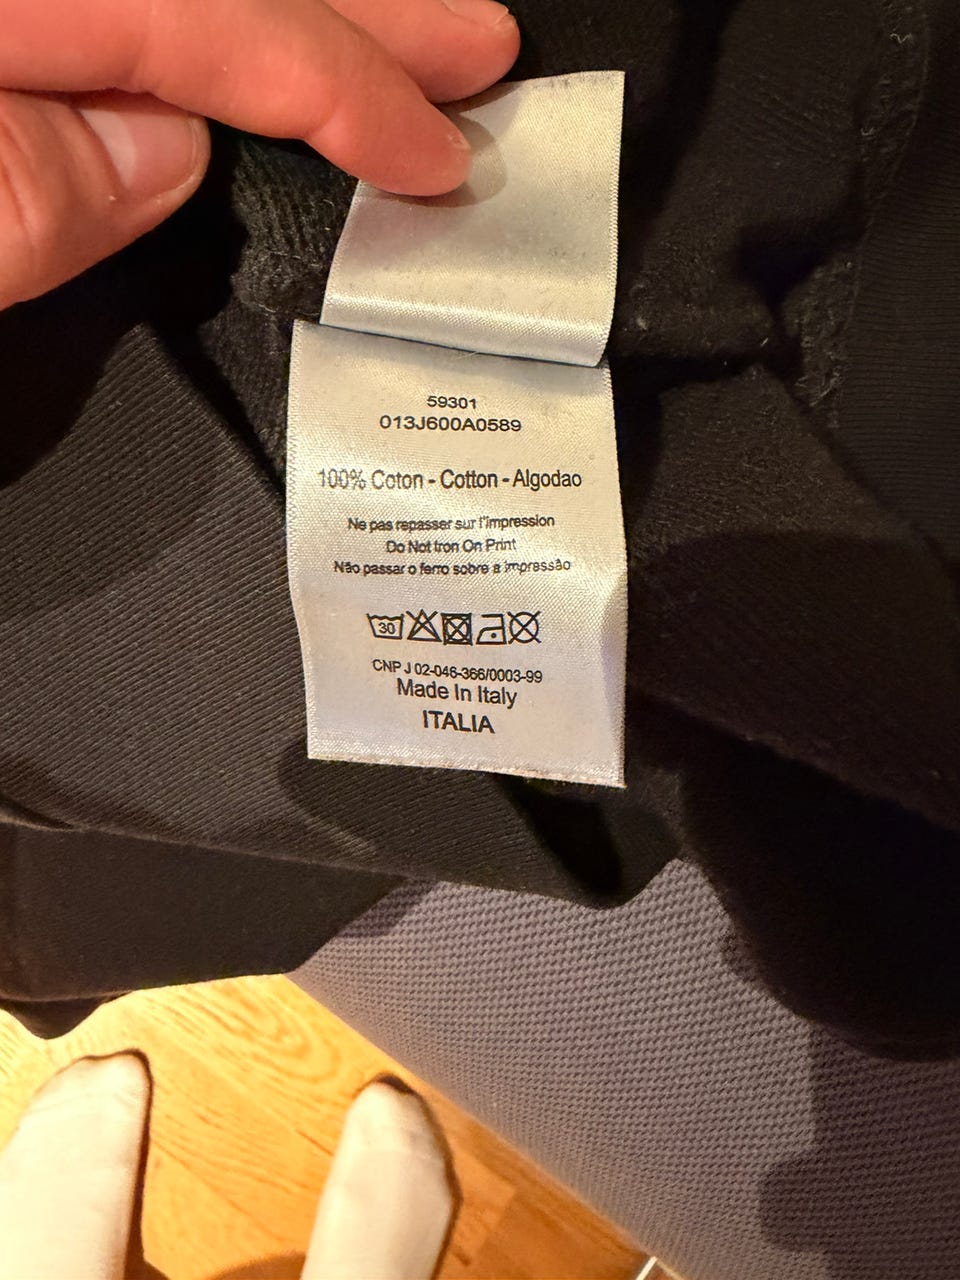 59301
013J600A0589
100% Coton - Cotton - Algodao
Ne pas repasser sur l'impression
Do Not Iron On Print
Não passar o ferro sobre a impressão
30
CNPJ 02-046-366/0003-99
Made In Italy
ITALIA